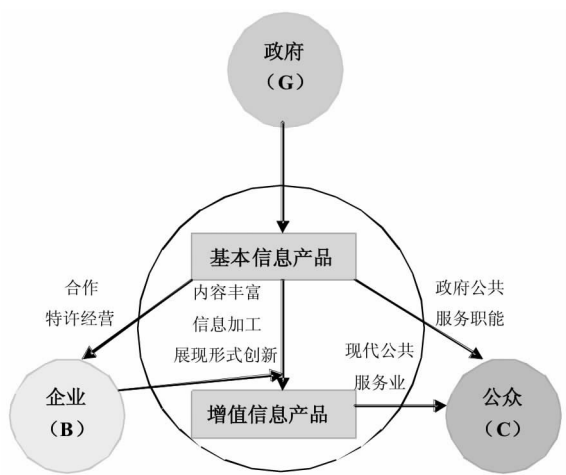 政府
（G）
基本信息产品
合作
特许经营
内容丰富
信息加工
展现形式创新
政府公共
服务职能
现代公共
服务业
企业
（B）
增值信息产品
公众
（C）